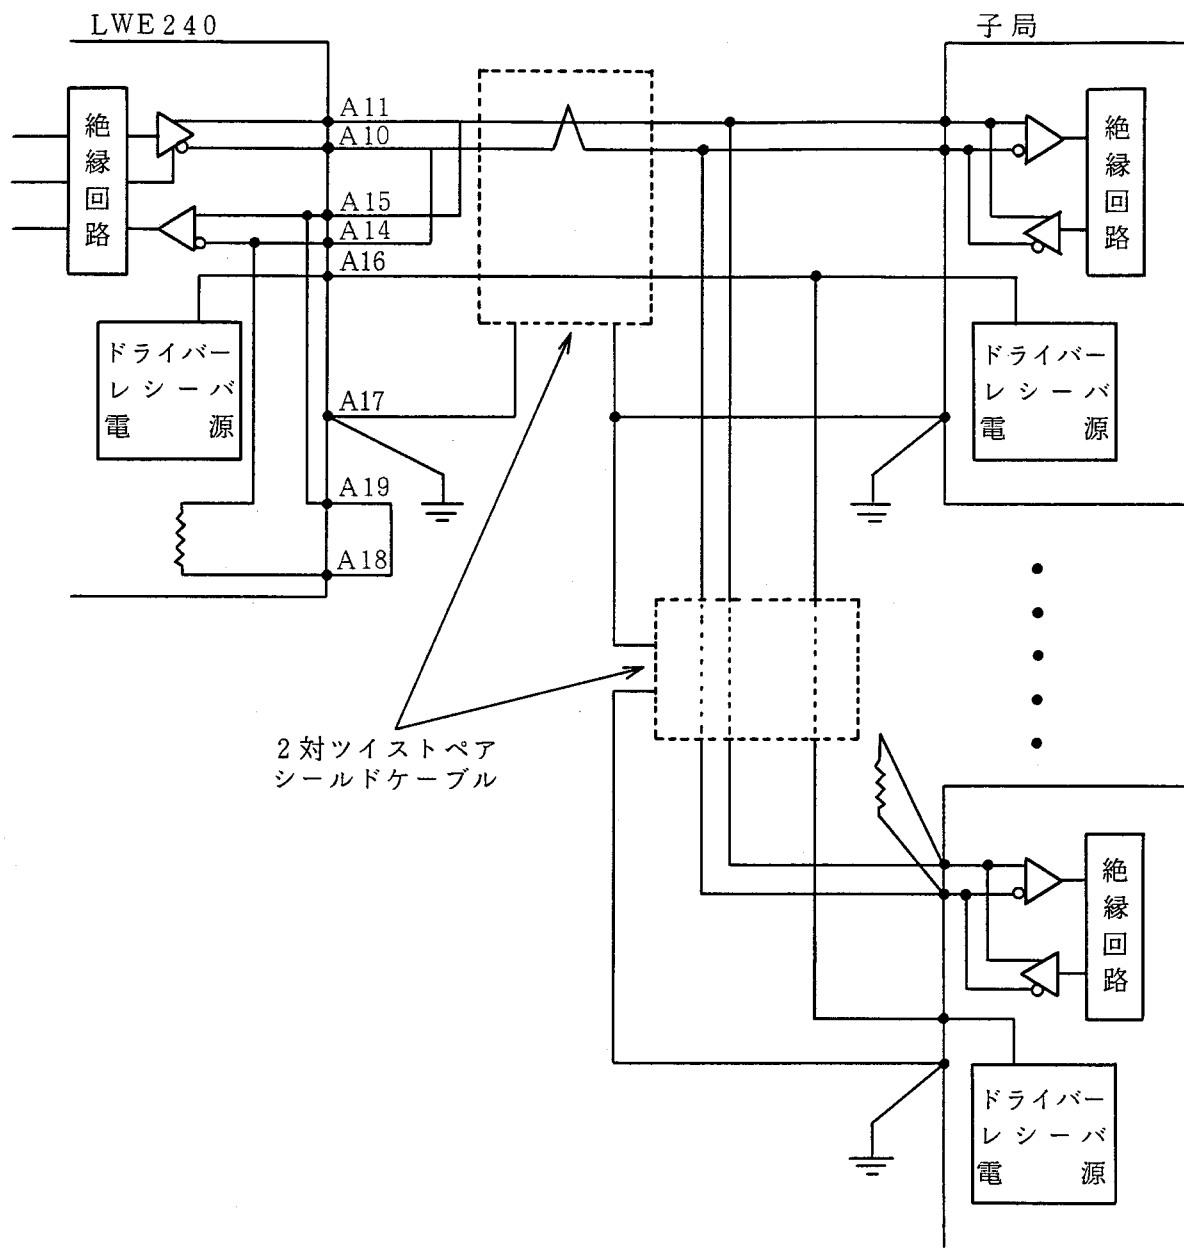 LWE240
子局
絶縁回路
A11
A10
A15
A14
A16
ドライバー
レシーバ
電源
A17
A19
A18
絶縁回路
ドライバー
レシーバ
電源
2対ツイストペア
シールドケーブル
絶縁回路
ドライバー
レシーバ
電源